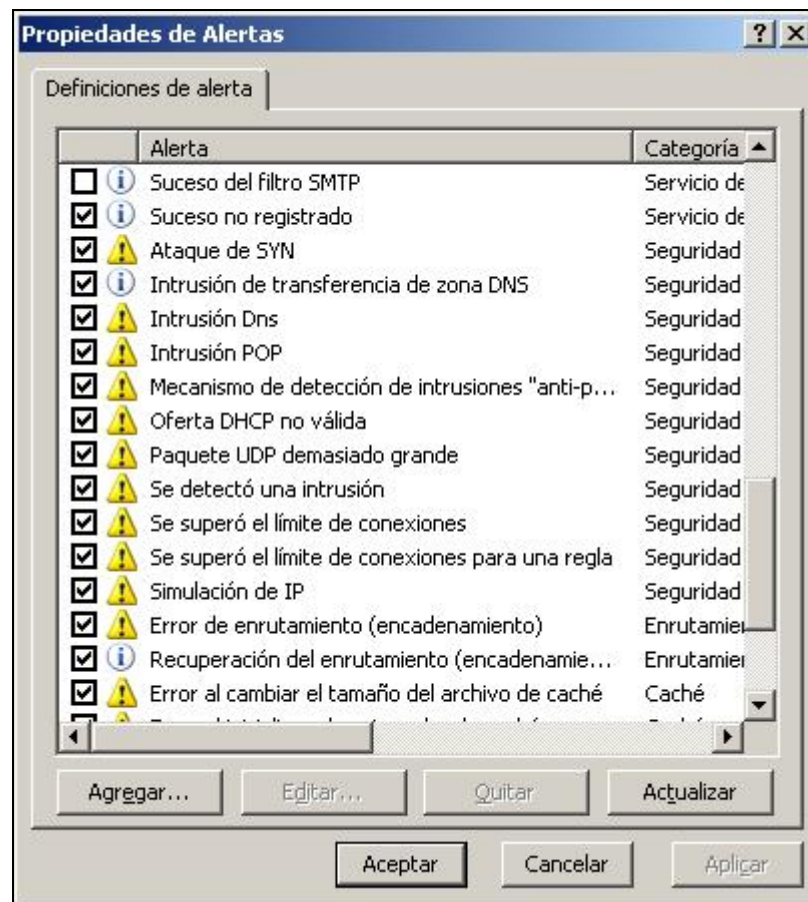 Propiedades de Alertas
Definiciones de alerta
Alerta Categoría
Suceso del filtro SMTP Servicio de
Suceso no registrado Servicio de
Ataque de SYN Seguridad
Intrusión de transferencia de zona DNS Seguridad
Intrusión Dns Seguridad
Intrusión POP Seguridad
Mecanismo de detección de intrusiones "anti-p... Seguridad
Oferta DHCP no válida Seguridad
Paquete UDP demasiado grande Seguridad
Se detectó una intrusión Seguridad
Se superó el límite de conexiones Seguridad
Se superó el límite de conexiones para una regla Seguridad
Simulación de IP Seguridad
Error de enrutamiento (encadenamiento) Enrutamie
Recuperación del enrutamiento (encadenamie... Enrutamie
Error al cambiar el tamaño del archivo de caché Caché
Agregar... Editar... Quitar Actualizar
Aceptar Cancelar Aplicar